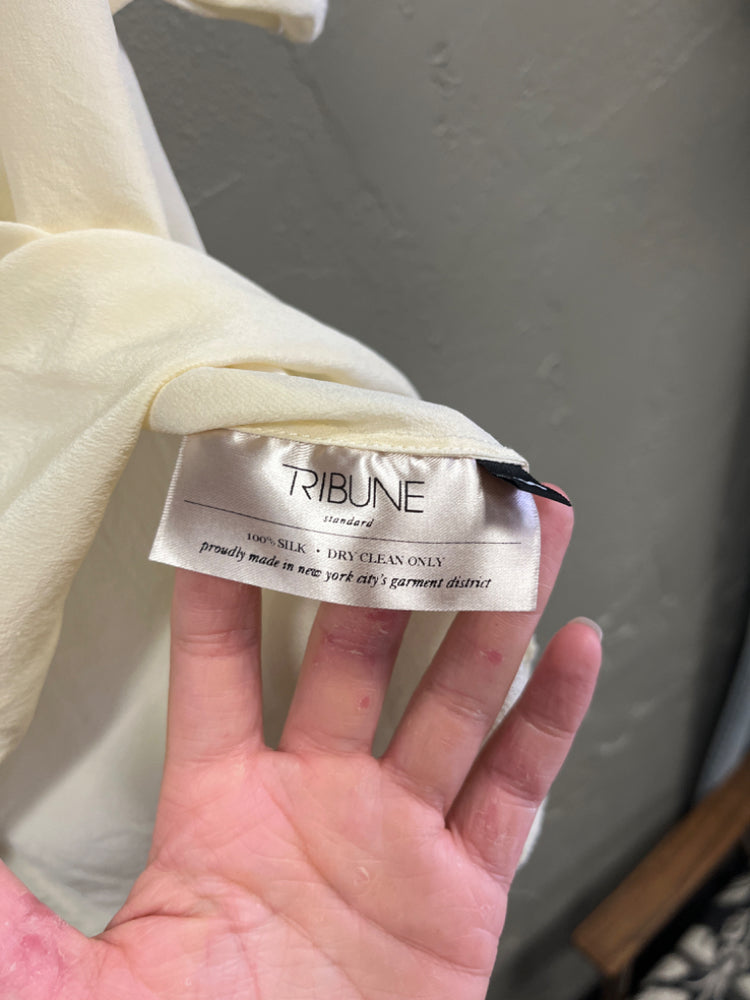 TRIBUNE
standard
100% SILK • DRY CLEAN ONLY
proudly made in new york city's garment district